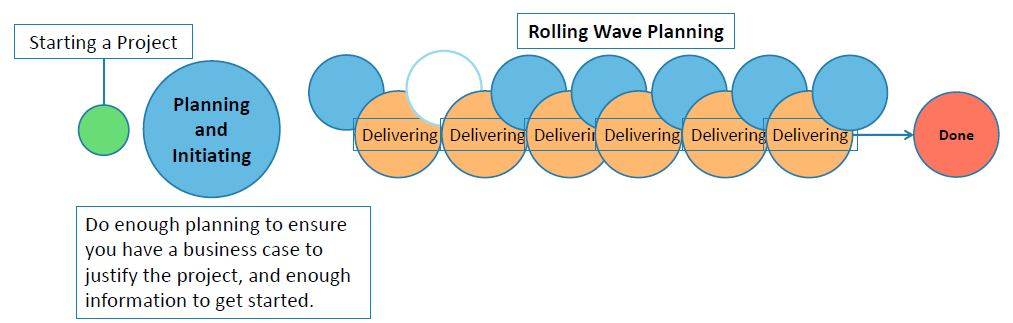 Starting a Project
Rolling Wave Planning
Planning
and
Initiating
Delivering
Delivering
Deliveri
Delivering
Delivering
Delivering
Done
Do enough planning to ensure
you have a business case to
justify the project, and enough
information to get started.